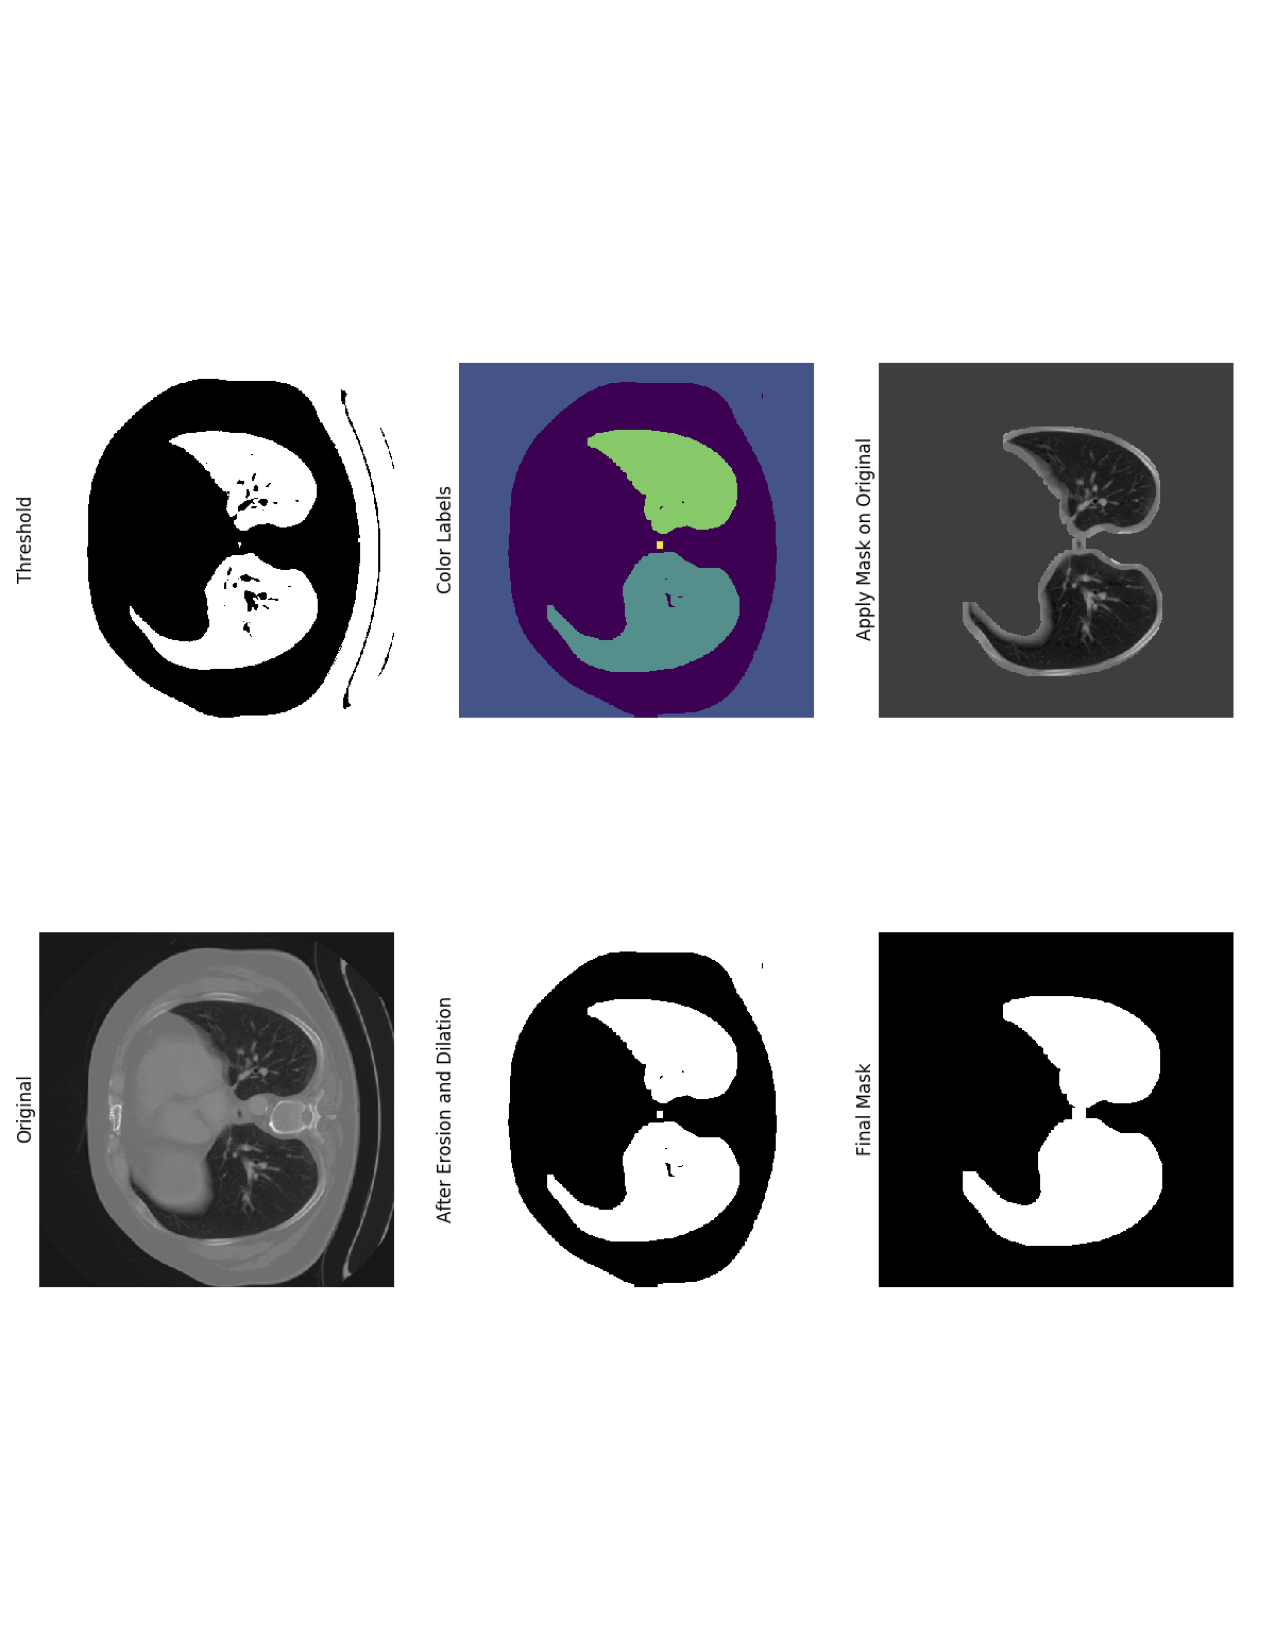 Original
Threshold
After Erosion and Dilation
Color Labels
Final Mask
Apply Mask on Original